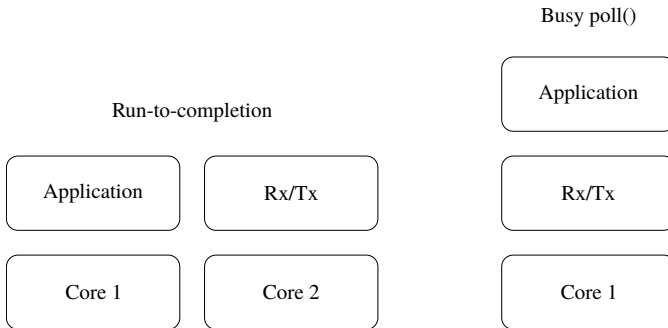 Busy poll()
Application
Run-to-completion
Application Rx/Tx Rx/Tx
Core 1 Core 2 Core 1